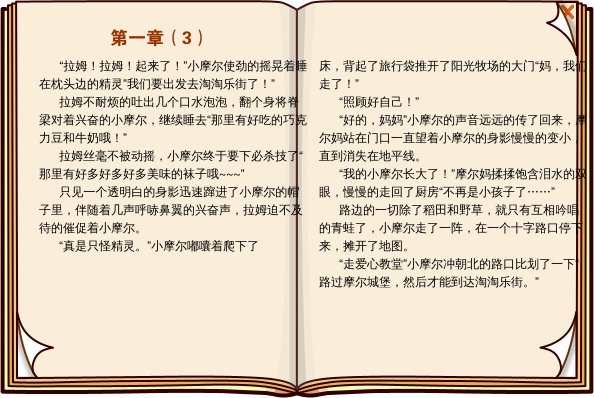 第一章（3）
“拉姆！拉姆！起来了！”小摩尔使劲的摇晃着睡
在枕头边的精灵”我们要出发去淘淘乐街了！”
拉姆不耐烦的吐出几个口水泡泡，翻个身将脊
梁对着兴奋的小摩尔，继续睡去“那里有好吃的巧克
力豆和牛奶哦！”
拉姆丝毫不被动摇，小摩尔终于要下必杀技了“
那里有好多好多好多美味的袜子哦~~~”
只见一个透明白的身影迅速蹿进了小摩尔的帽
子里，伴随着几声呼哧鼻翼的兴奋声，拉姆迫不及
待的催促着小摩尔。
“真是只怪精灵。”小摩尔嘟囔着爬下了
床，背起了旅行袋推开了阳光牧场的大门“妈，我们
走了！”
“照顾好自己！”
“好的，妈妈”小摩尔的声音远远的传了回来，摩
尔妈站在门口一直望着小摩尔的身影慢慢的变小，
直到消失在地平线。
“我的小摩尔长大了！”摩尔妈揉揉饱含泪水的双
眼，慢慢的走回了厨房“不再是小孩子了⋯⋯”
路边的一切除了稻田和野草，就只有互相吟唱
的青蛙了，小摩尔走了一阵，在一个十字路口停下
来，摊开了地图。
“走爱心教堂”小摩尔冲朝北的路口比划了一下“
路过摩尔城堡，然后才能到达淘淘乐街。”